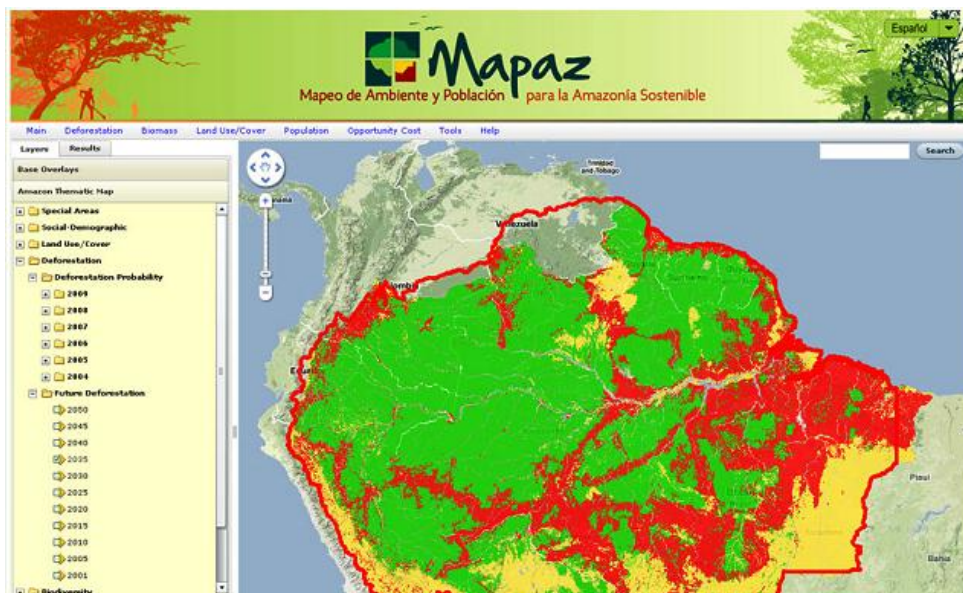 Español
Mapaz
Mapeo de Ambiente y Población para la Amazonía Sostenible
Main Deforestation Biomass Land Use/Cover Population Opportunity Cost Tools Help
Layers Results
Search
Base Overlays
Amazon Thematic Map
Special Areas
Social-Demographic
Land Use/Cover
Deforestation
Deforestation Probability
2009
2008
2007
2006
2005
2004
Future Deforestation
2050
2045
2040
2035
2030
2025
2020
2015
2010
2005
2001
Biodiversity
Trinidad
and-Tobago
Venezuela
Piauí
Bahia